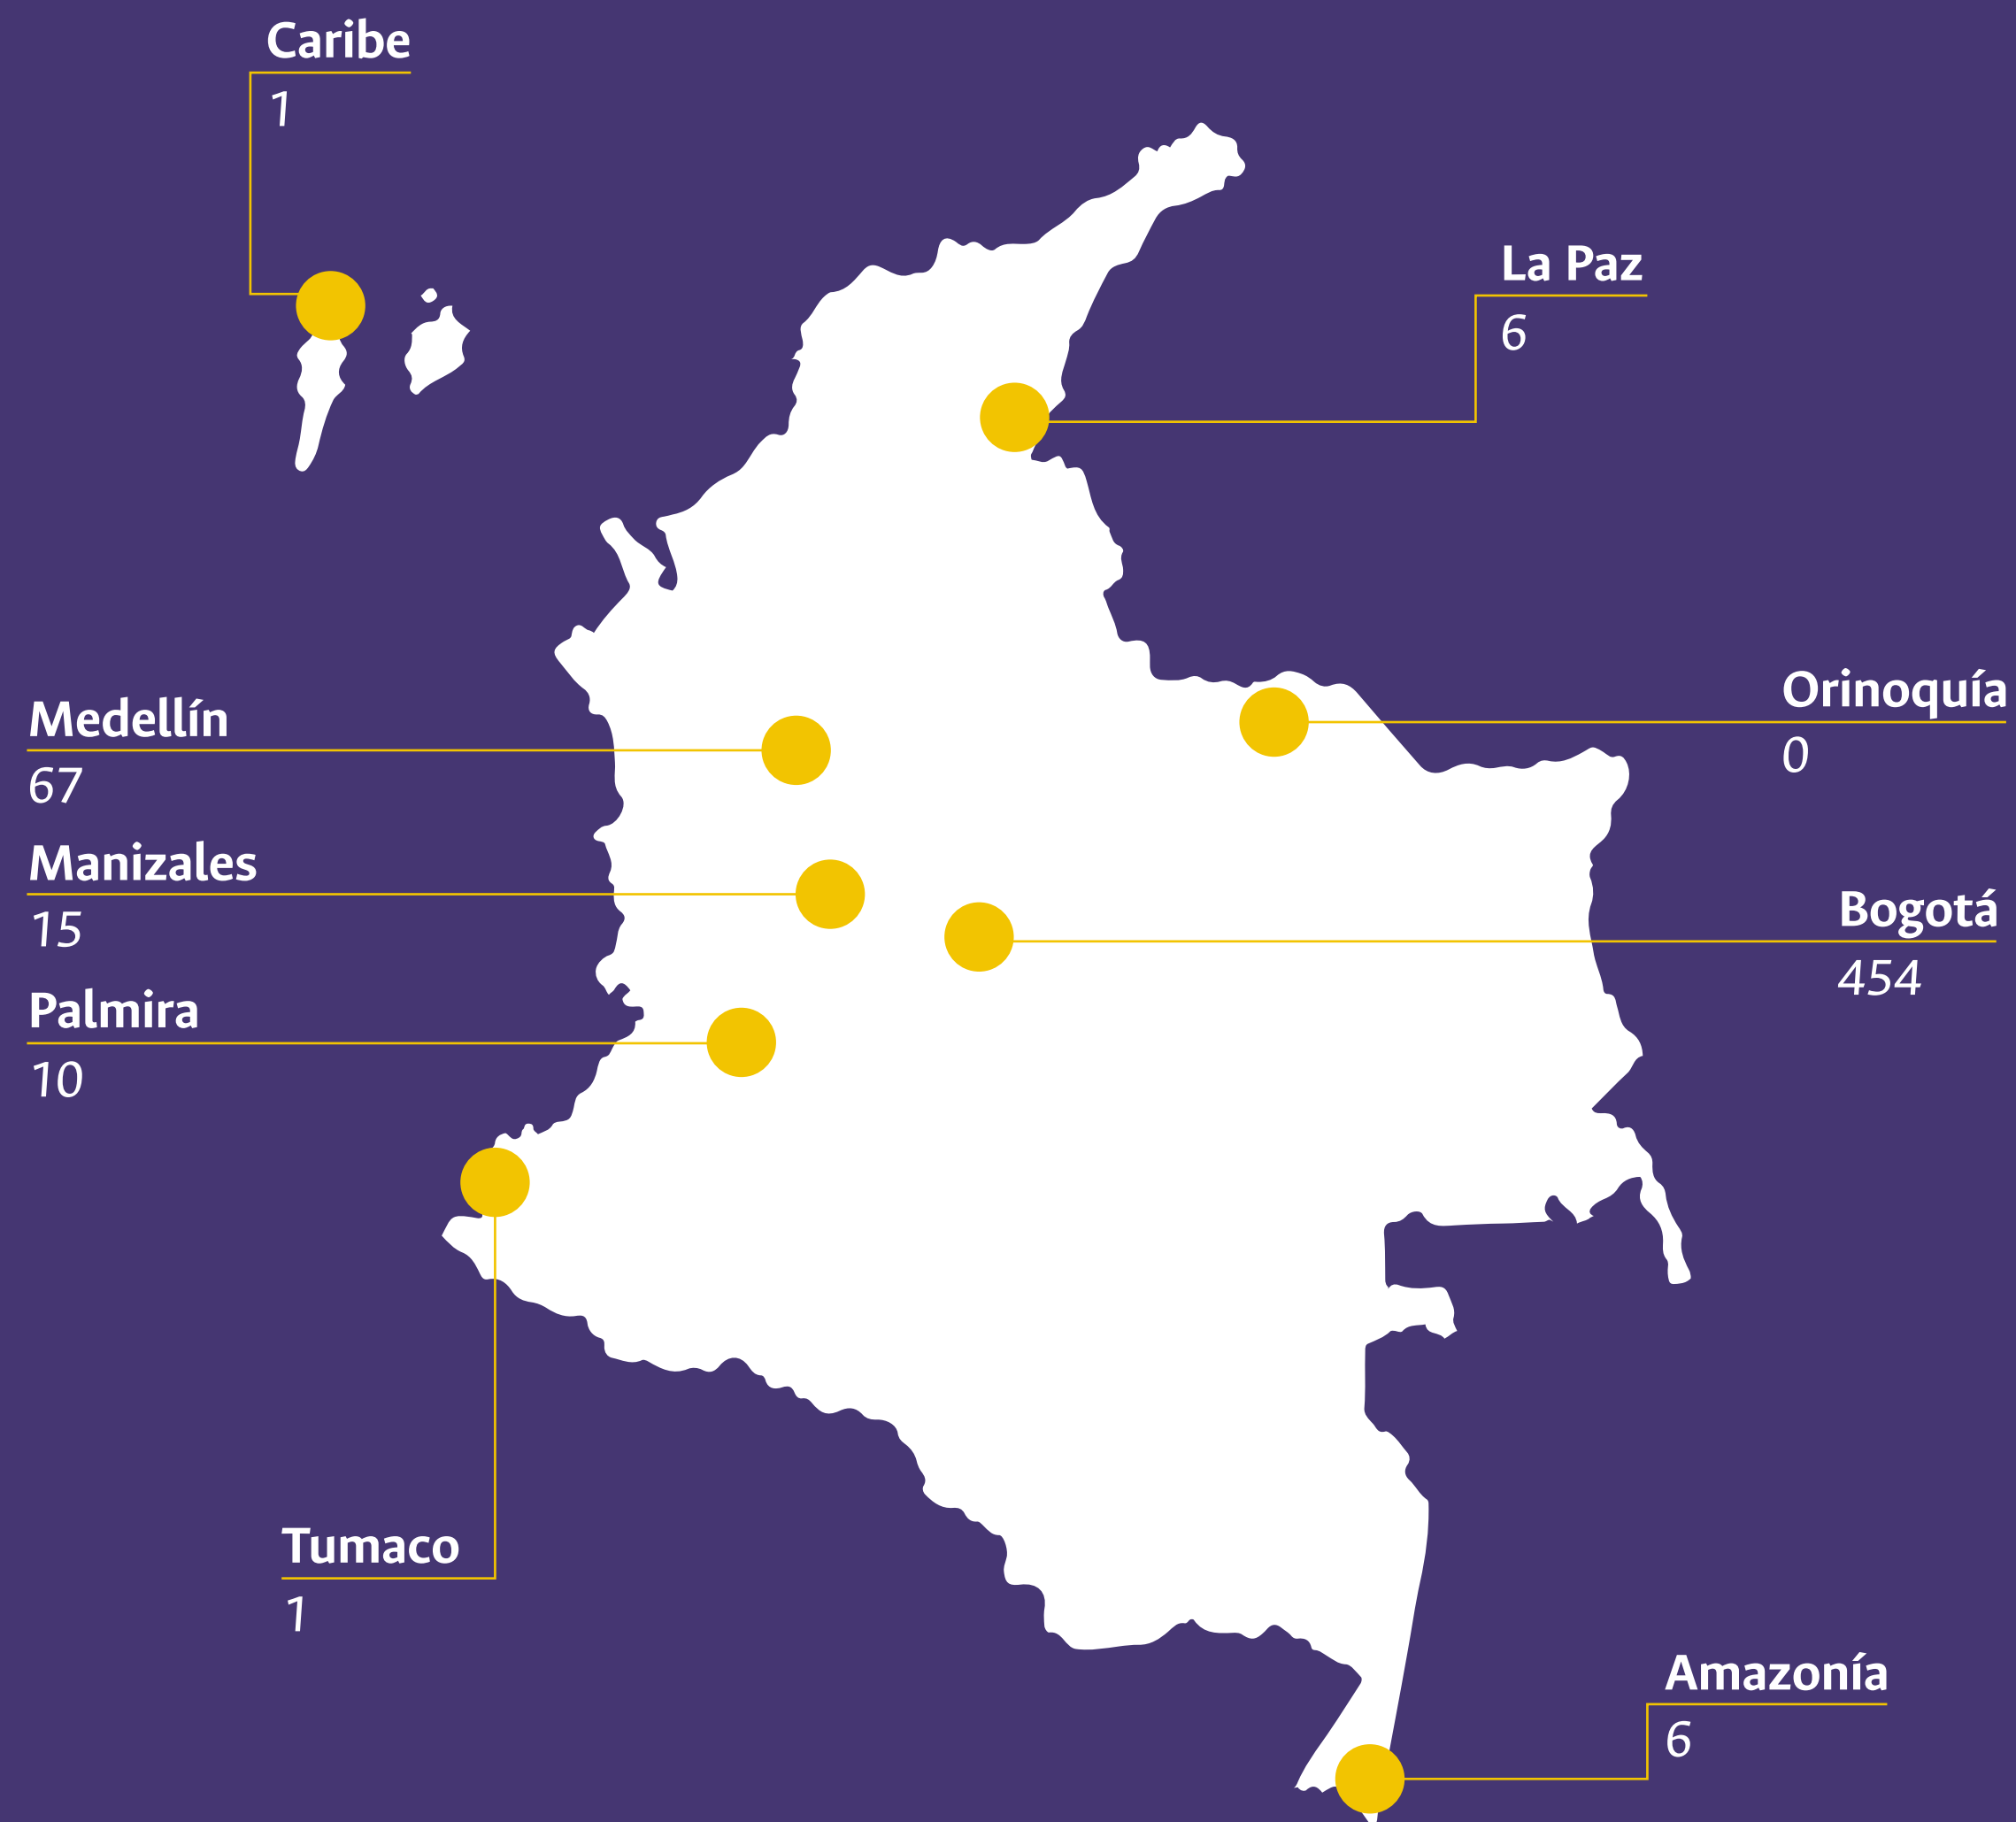 Caribe
1
La Paz
6
Medellín
67
Orinoquía
0
Manizales
15
Bogotá
454
Palmira
10
Tumaco
1
Amazonía
6